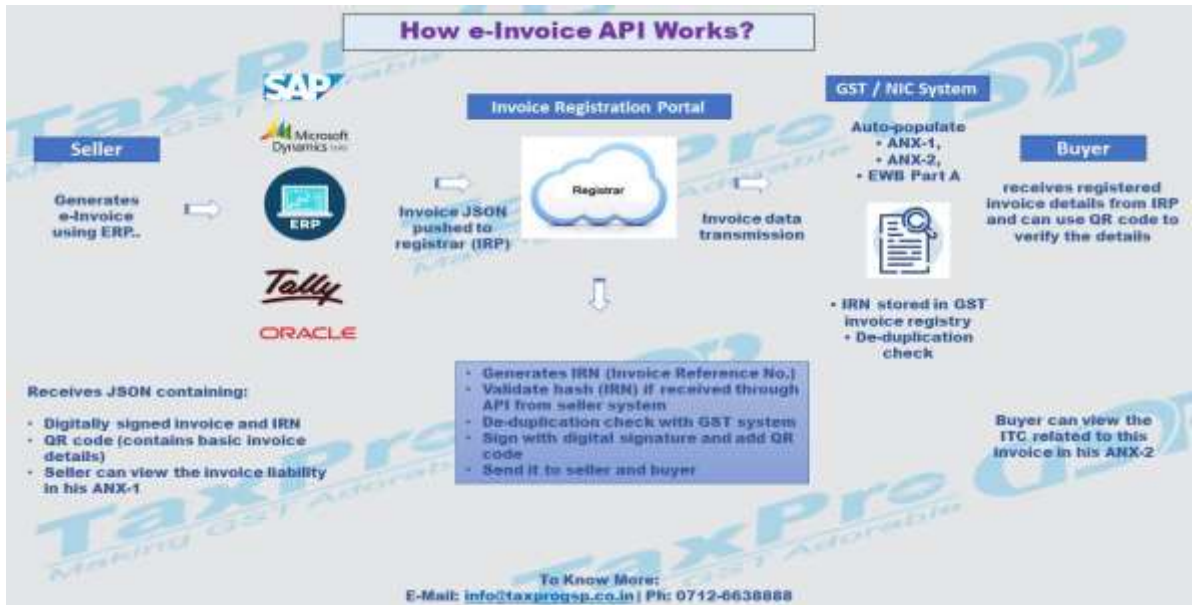 How e-Invoice API Works?
SAP
Microsoft
Dynamics
ERP
Tally
ORACLE
Seller
Generates
e-Invoice
using ERP..
Invoice JSON
pushed to
registrar (IRP)
Invoice Registration Portal
Registrar
Invoice data
transmission
GST / NIC System
Auto-populate
• ANX-1,
• ANX-2,
• EWB Part A
• IRN stored in GST
invoice registry
• De-duplication
check
Buyer
receives registered
invoice details from IRP
and can use QR code to
verify the details
Receives JSON containing:
• Digitally signed invoice and IRN
• QR code (contains basic invoice
details)
• Seller can view the invoice liability
in his ANX-1
• Generates IRN (Invoice Reference No.)
• Validate hash (IRN) if received through
API from seller system
• De-duplication check with GST system
• Sign with digital signature and add QR
code
• Send it to seller and buyer
Buyer can view the
ITC related to this
invoice in his ANX-2
To Know More:
E-Mail: info@taxprogsp.co.in | Ph: 0712-6638888
TaxPro GSP
Making GST Adorable